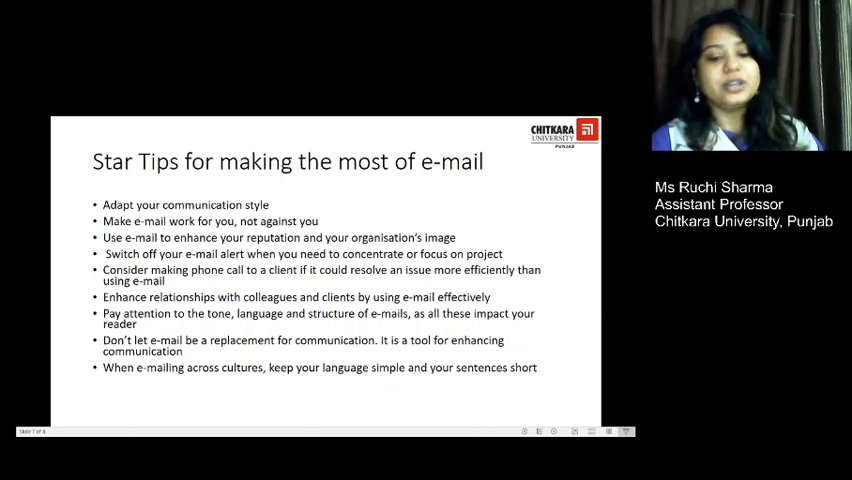 CHITKARA
UNIVERSITY
PUNJAB
Star Tips for making the most of e-mail
• Adapt your communication style
• Make e-mail work for you, not against you
• Use e-mail to enhance your reputation and your organisation's image
• Switch off your e-mail alert when you need to concentrate or focus on project
• Consider making phone call to a client if it could resolve an issue more efficiently than
using e-mail
• Enhance relationships with colleagues and clients by using e-mail effectively
• Pay attention to the tone, language and structure of e-mails, as all these impact your
reader
• Don't let e-mail be a replacement for communication. It is a tool for enhancing
communication
• When e-mailing across cultures, keep your language simple and your sentences short
Ms Ruchi Sharma
Assistant Professor
Chitkara University, Punjab